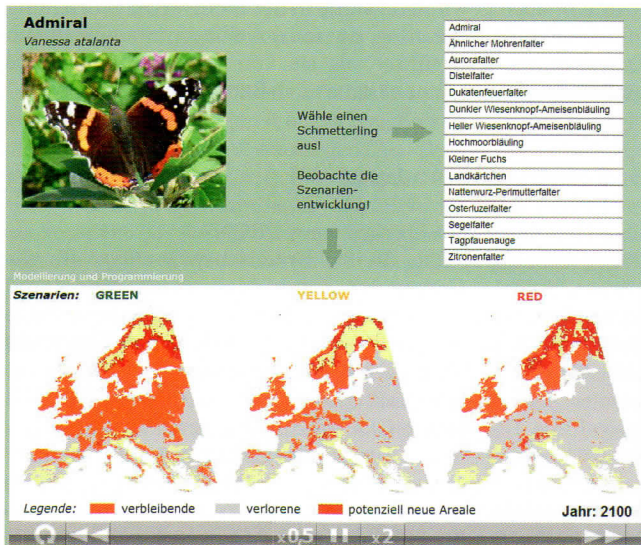 Admiral
Vanessa atalanta
Wähle einen
Schmetterling
aus!
Beobachte die
Szenarien-
entwicklung!
Admiral
Ähnlicher Mohrenfalter
Aurorafalter
Distelfalter
Dukatenfeuerfalter
Dunkler Wiesenknopf-Ameisenbläuling
Heller Wiesenknopf-Ameisenbläuling
Hochmoorbläuling
Kleiner Fuchs
Landkärtchen
Natterwurz-Perlmutterfalter
Osterluzeifalter
Segelfalter
Tagpfauenauge
Zitronenfalter
Modellierung und Programmierung
Szenarien: GREEN YELLOW RED
Legende: verbleibende verlorene potenziell neue Areale Jahr: 2100
x0,5 x2